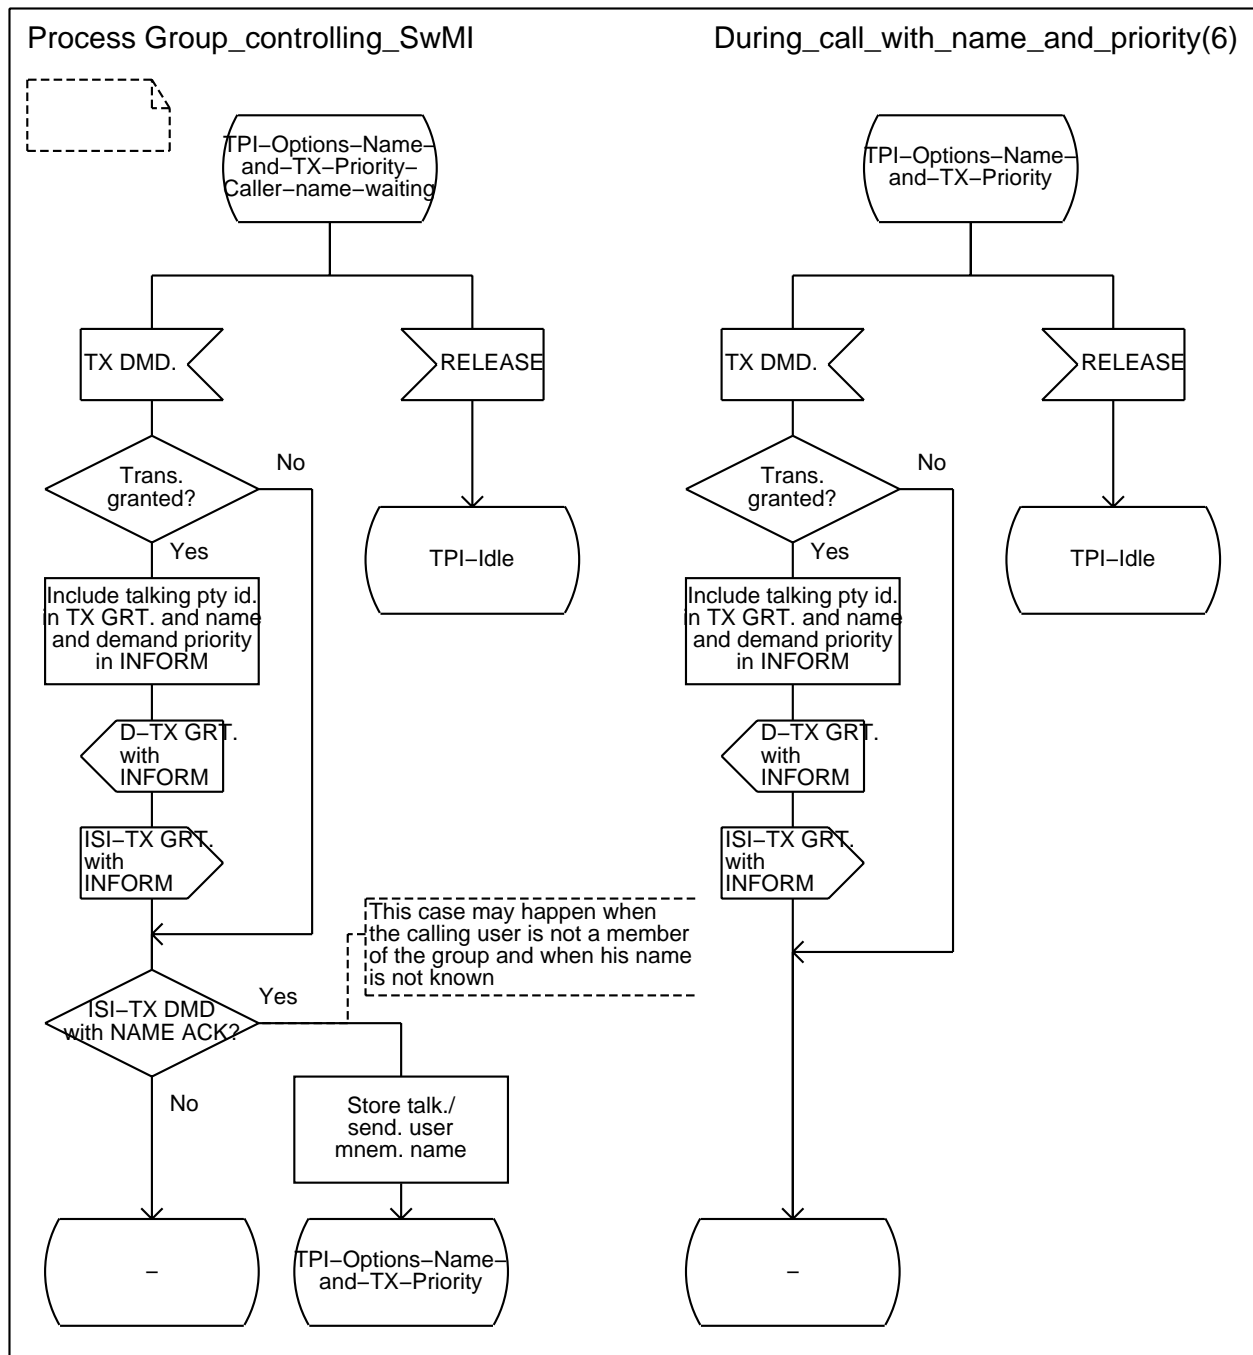 Process Group_controlling_SwMI
During_call_with_name_and_priority(6)
TPI–Options–Name–
and–TX–Priority–
Caller–name–waiting
TX DMD.
RELEASE
Trans.
granted?
No
Yes
TPI–Idle
Include talking pty id.
in TX GRT. and name
and demand priority
in INFORM
D–TX GRT.
with
INFORM
ISI–TX GRT.
with
INFORM
This case may happen when
the calling user is not a member
of the group and when his name
is not known
ISI–TX DMD
with NAME ACK?
Yes
No
Store talk./
send. user
mnem. name
–
TPI–Options–Name–
and–TX–Priority
TPI–Options–Name–
and–TX–Priority
TX DMD.
RELEASE
Trans.
granted?
No
Yes
TPI–Idle
Include talking pty id.
in TX GRT. and name
and demand priority
in INFORM
D–TX GRT.
with
INFORM
ISI–TX GRT.
with
INFORM
–